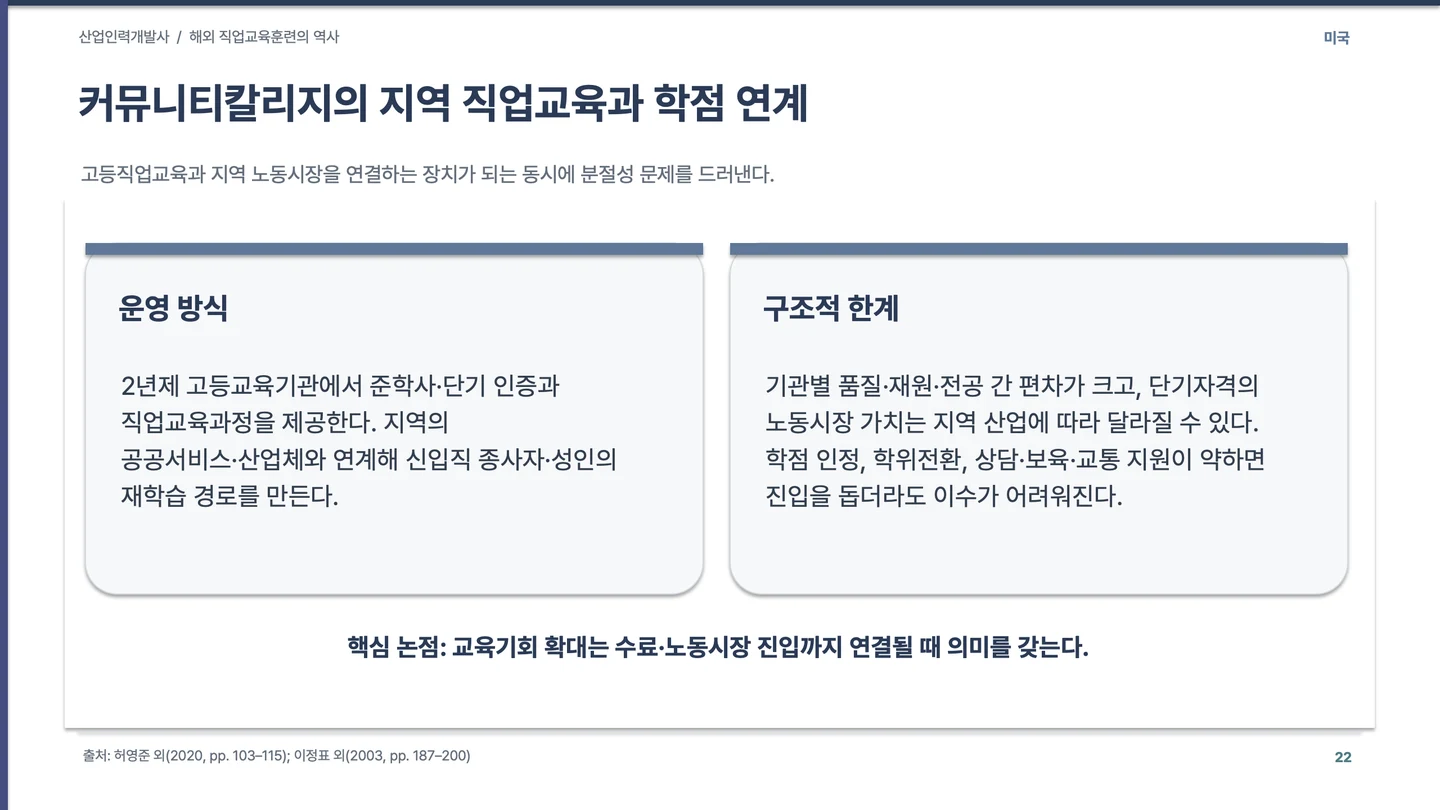 산업인력개발사 / 해외 직업교육훈련의 역사
미국
커뮤니티칼리지의 지역 직업교육과 학점 연계
고등직업교육과 지역 노동시장을 연결하는 장치가 되는 동시에 분절성 문제를 드러낸다.
운영 방식
2년제 고등교육기관에서 준학사·단기 인증과
직업교육과정을 제공한다. 지역의
공공서비스·산업체와 연계해 신입직 종사자·성인의
재학습 경로를 만든다.
구조적 한계
기관별 품질·재원·전공 간 편차가 크고, 단기자격의
노동시장 가치는 지역 산업에 따라 달라질 수 있다.
학점 인정, 학위전환, 상담·보육·교통 지원이 약하면
진입을 돕더라도 이수가 어려워진다.
핵심 논점: 교육기회 확대는 수료·노동시장 진입까지 연결될 때 의미를 갖는다.
출처: 허영준 외(2020, pp. 103–115); 이정표 외(2003, pp. 187–200)
22